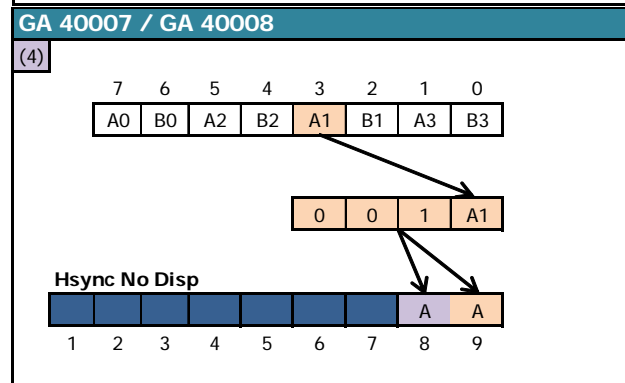 GA 40007 / GA 40008
(4)
7 6 5 4 3 2 1 0
A0 B0 A2 B2 A1 B1 A3 B3
0 0 1 A1
Hsync No Disp
A A
1 2 3 4 5 6 7 8 9